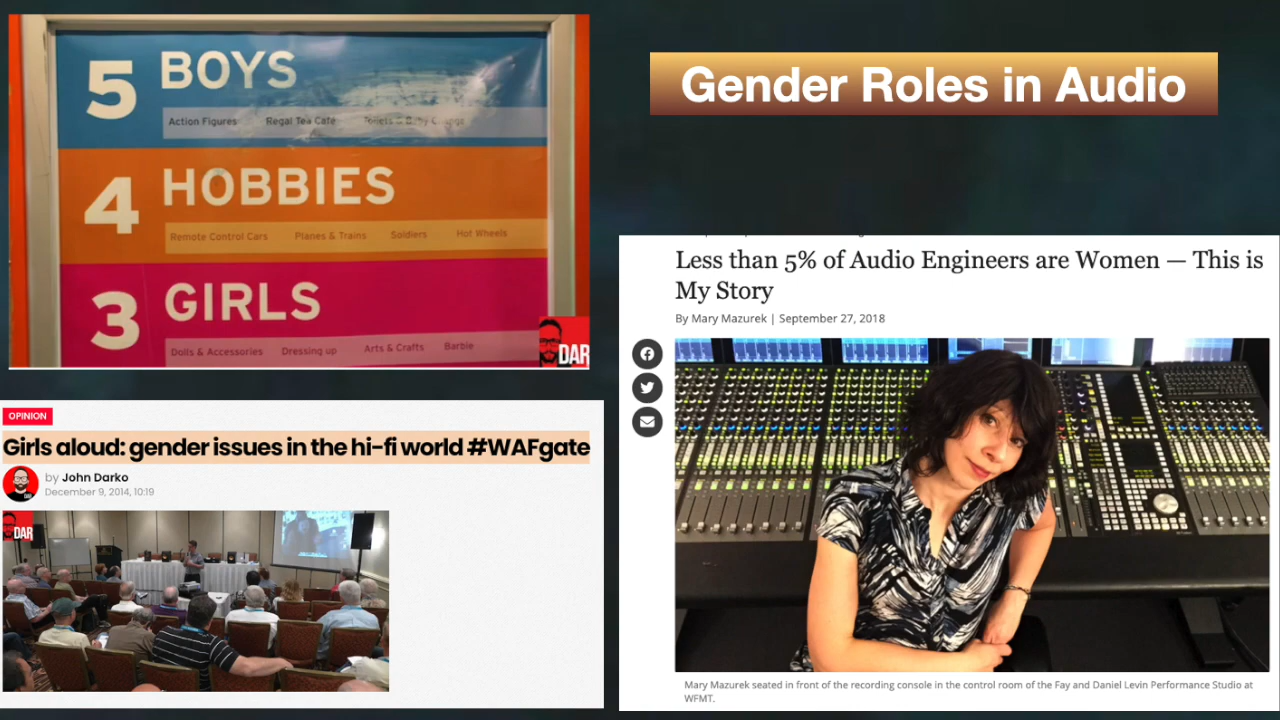 5 BOYS
Action Figures Regal Tea Cafe Toilets & Baby Change
4 HOBBIES
Remote Control Cars Planes & Trains Soldiers Hot Wheels
3 GIRLS
Dolls & Accessories Dressing up Arts & Crafts Barbie
DAR
OPINION
Girls aloud: gender issues in the hi-fi world #WAFgate
by John Darko
December 9, 2014, 10:19
DAR
Gender Roles in Audio
Less than 5% of Audio Engineers are Women — This is
My Story
By Mary Mazurek | September 27, 2018
Mary Mazurek seated in front of the recording console in the control room of the Fay and Daniel Levin Performance Studio at
WFMT.